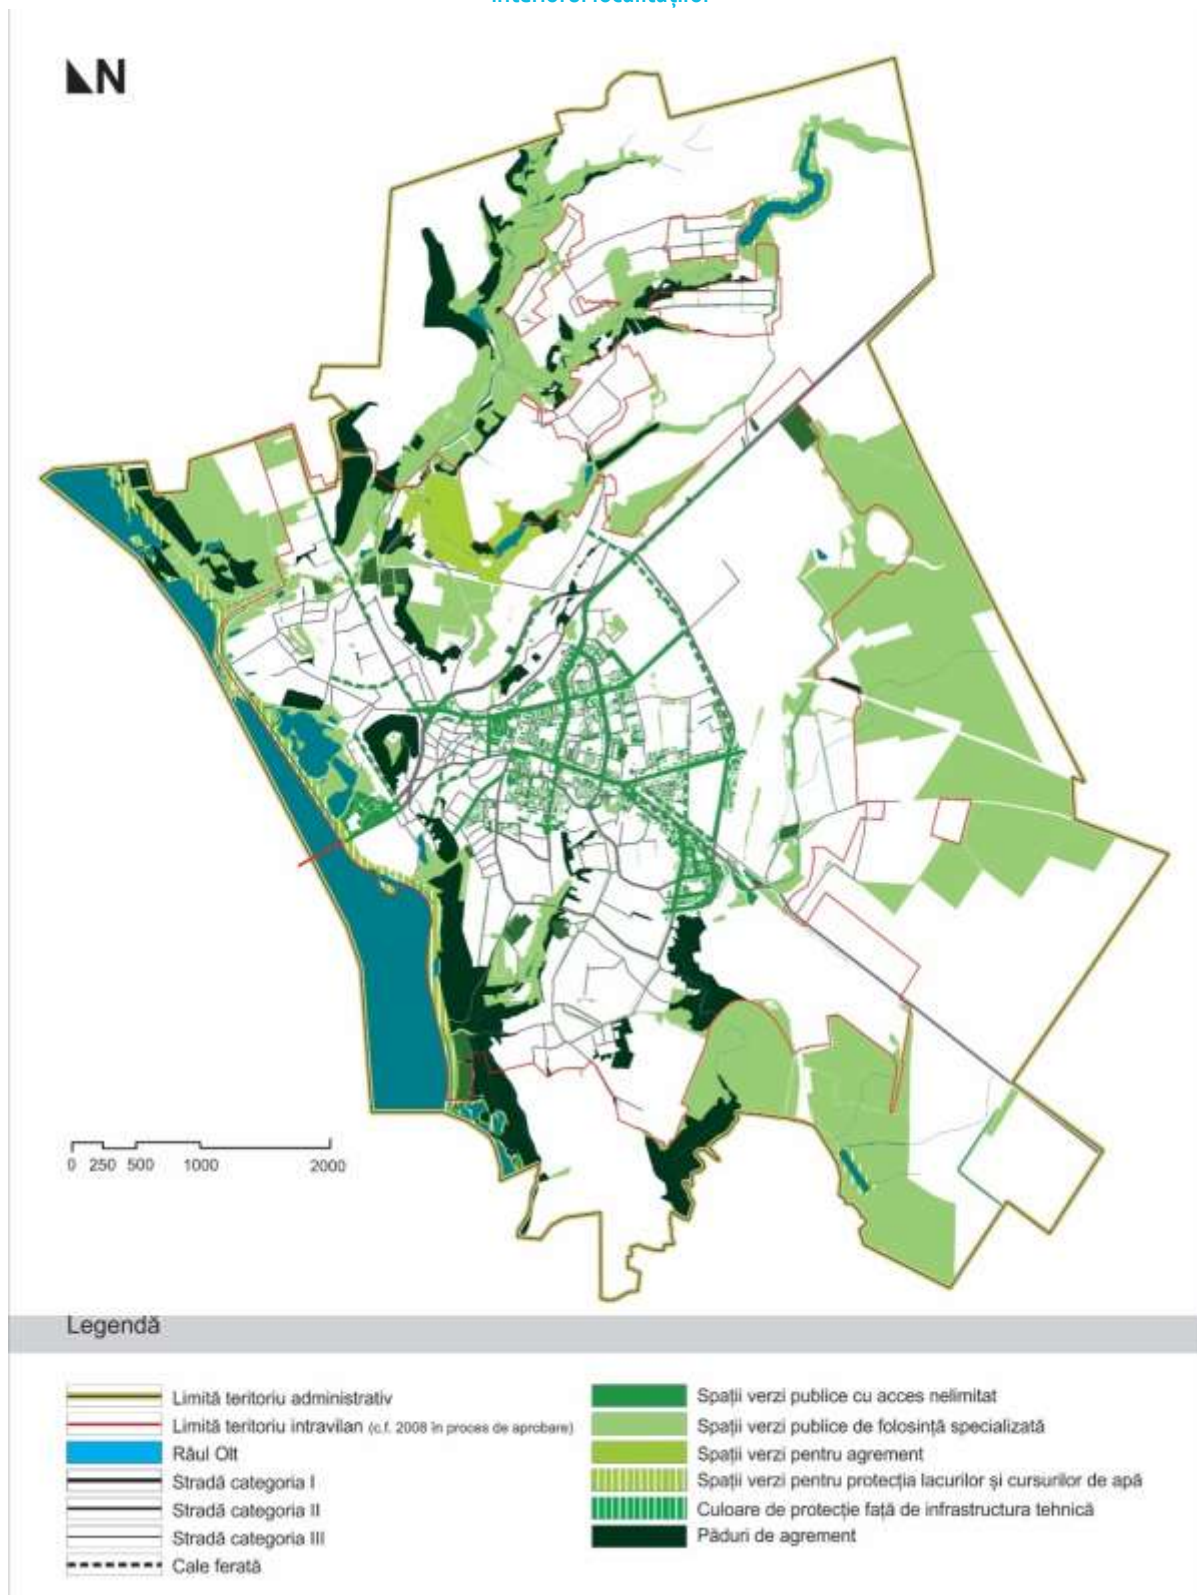 interiorol localităților
N
0 250 500 1000 2000
Legendă
Limită teritoriu administrativ
Limită teritoriu intravilan (c.f. 2008 în proces de aprobare)
Râul Olt
Stradă categoria I
Stradă categoria II
Stradă categoria III
Cale ferată
Spații verzi publice cu acces nelimitat
Spații verzi publice de folosință specializată
Spații verzi pentru agrement
Spații verzi pentru protecția lacurilor și cursurilor de apă
Culoare de protecție față de infrastructura tehnică
Păduri de agrement